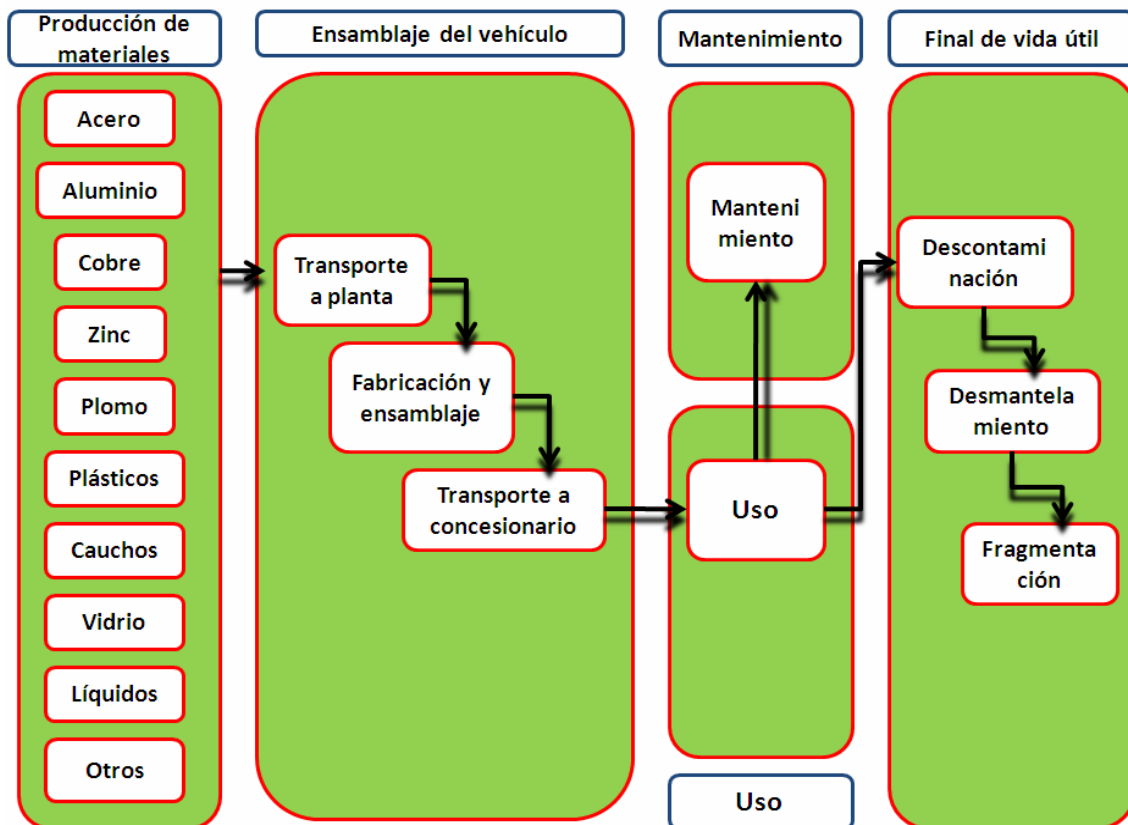 Producción de
materiales
Ensamblaje del vehículo
Mantenimiento
Final de vida útil
Acero
Aluminio
Cobre
Zinc
Plomo
Plásticos
Cauchos
Vidrio
Líquidos
Otros
Transporte
a planta
Fabricación y
ensamblaje
Transporte a
concesionario
Manteni
miento
Uso
Uso
Descontami
nación
Desmantela
miento
Fragmenta
ción